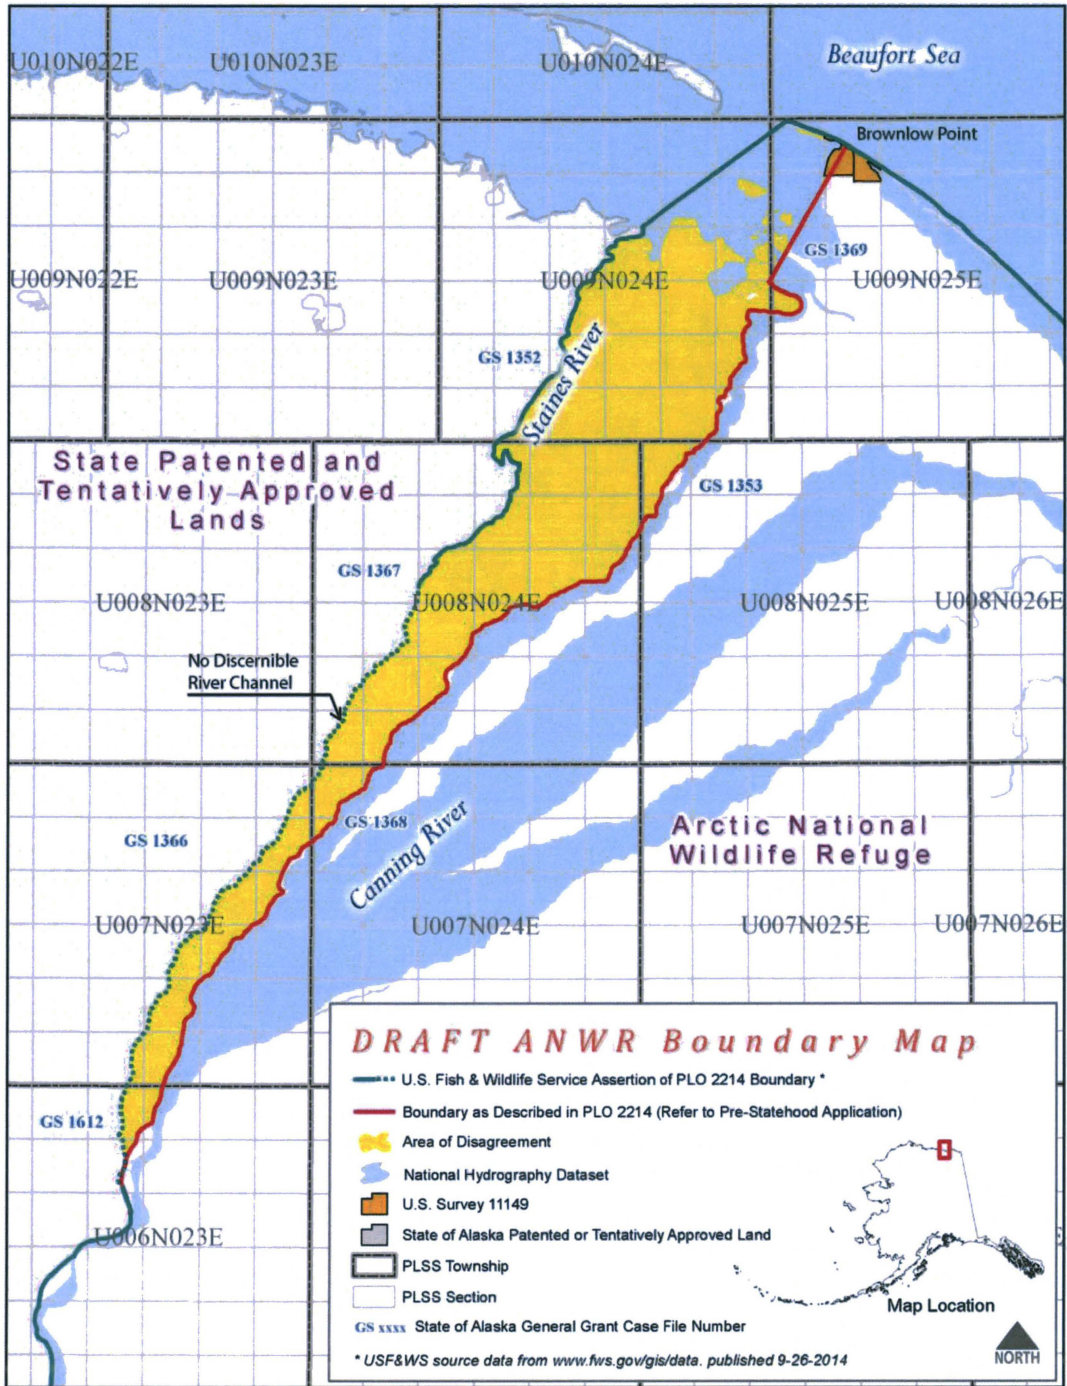 U010N022E
U010N023E
U010N024E
Beaufort Sea
Brownlow Point
GS 1369
U009N022E
U009N023E
U009N024E
U009N025E
GS 1352
Staines River
State Patented and
Tentatively Approved
Lands
GS 1353
GS 1367
U008N023E
U008N024E
U008N025E
U008N026E
No Discernible
River Channel
GS 1366
GS 1368
Canning River
Arctic National
Wildlife Refuge
U007N023E
U007N024E
U007N025E
U007N026E
GS 1612
U006N023E
DRAFT ANWR Boundary Map
U.S. Fish & Wildlife Service Assertion of PLO 2214 Boundary *
Boundary as Described in PLO 2214 (Refer to Pre-Statehood Application)
Area of Disagreement
National Hydrography Dataset
U.S. Survey 11149
State of Alaska Patented or Tentatively Approved Land
PLSS Township
PLSS Section
GS xxxx State of Alaska General Grant Case File Number
Map Location
NORTH
* USF&WS source data from www.fws.gov/gis/data. published 9-26-2014